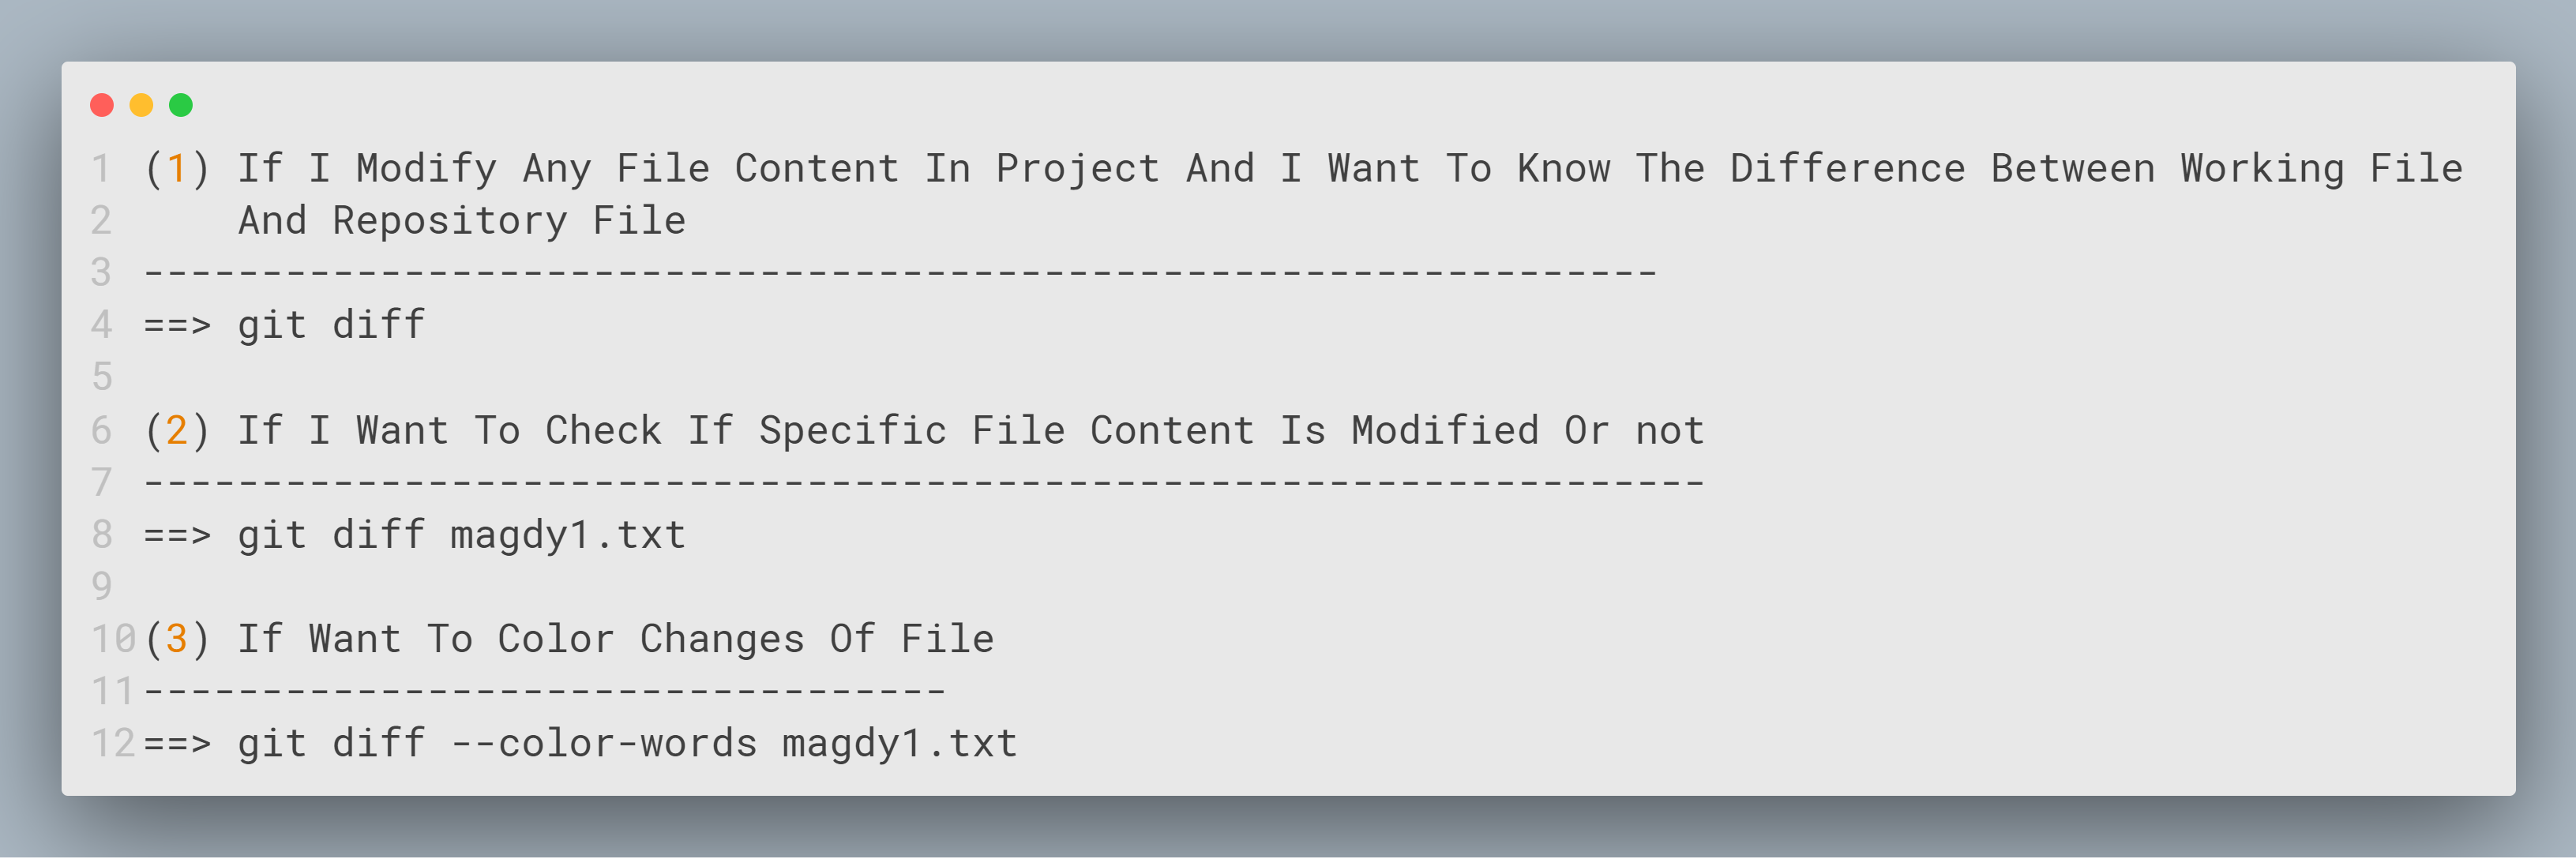 1 (1) If I Modify Any File Content In Project And I Want To Know The Difference Between Working File
2 And Repository File
3 ----------------------------------------------------------------
4 ==> git diff
5
6 (2) If I Want To Check If Specific File Content Is Modified Or not
7 ------------------------------------------------------------------
8 ==> git diff magdy1.txt
9
10 (3) If Want To Color Changes Of File
11 ----------------------------------
12 ==> git diff --color-words magdy1.txt